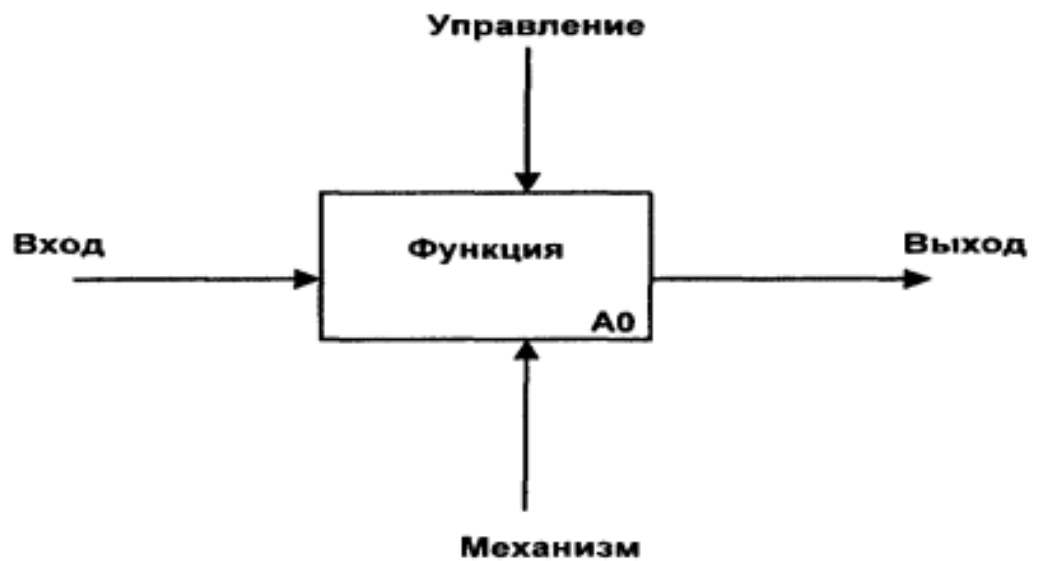 Управление
Вход
Функция
Выход
A0
Механизм